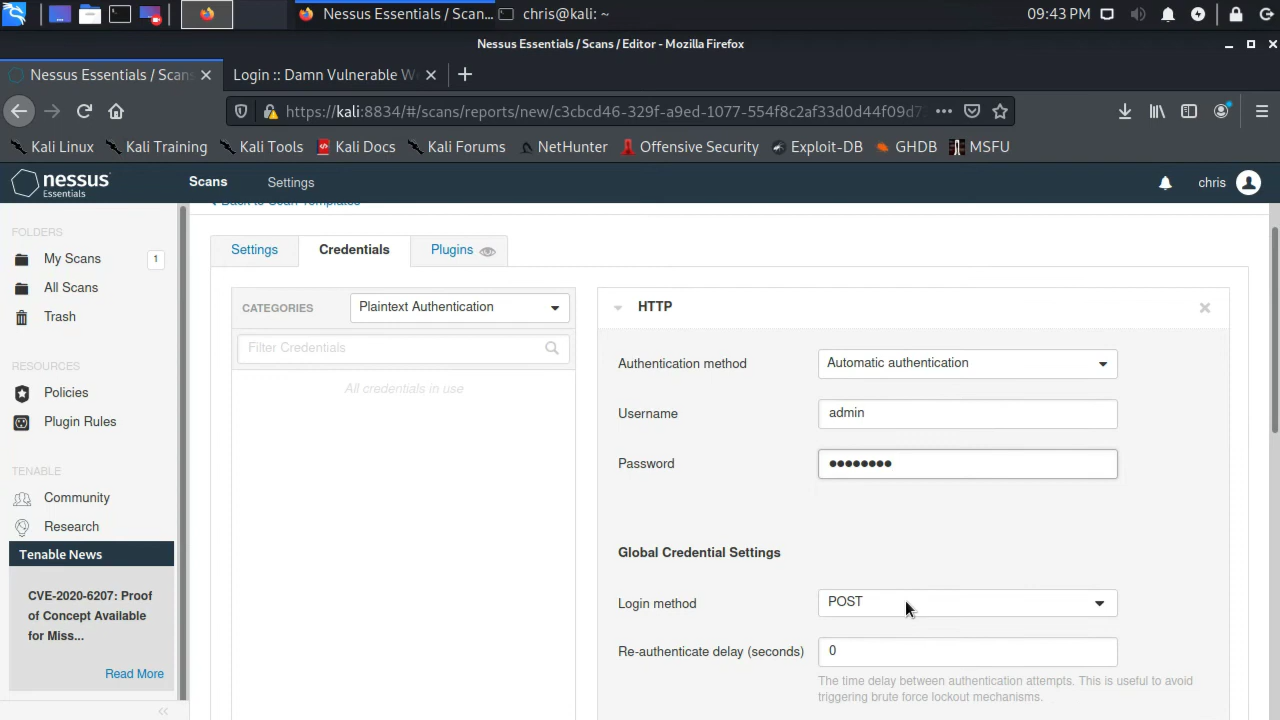 Nessus Essentials / Scan...
chris@kali: ~
09:43 PM
Nessus Essentials / Scans / Editor - Mozilla Firefox
Nessus Essentials / Scans
Login :: Damn Vulnerable W
https://kali:8834/#/scans/reports/new/c3cbcd46-329f-a9ed-1077-554f8c2af33d0d44f09d7
Kali Linux
Kali Training
Kali Tools
Kali Docs
Kali Forums
NetHunter
Offensive Security
Exploit-DB
GHDB
MSFU
nessus
Essentials
Scans
Settings
chris
FOLDERS
My Scans
1
All Scans
Trash
RESOURCES
Policies
Plugin Rules
TENABLE
Community
Research
Tenable News
CVE-2020-6207: Proof
of Concept Available
for Miss...
Read More
Back to Scan Templates
Settings
Credentials
Plugins
CATEGORIES
Plaintext Authentication
Filter Credentials
All credentials in use
HTTP
Authentication method
Automatic authentication
Username
admin
Password
••••••••
Global Credential Settings
Login method
POST
Re-authenticate delay (seconds)
0
The time delay between authentication attempts. This is useful to avoid
triggering brute force lockout mechanisms.